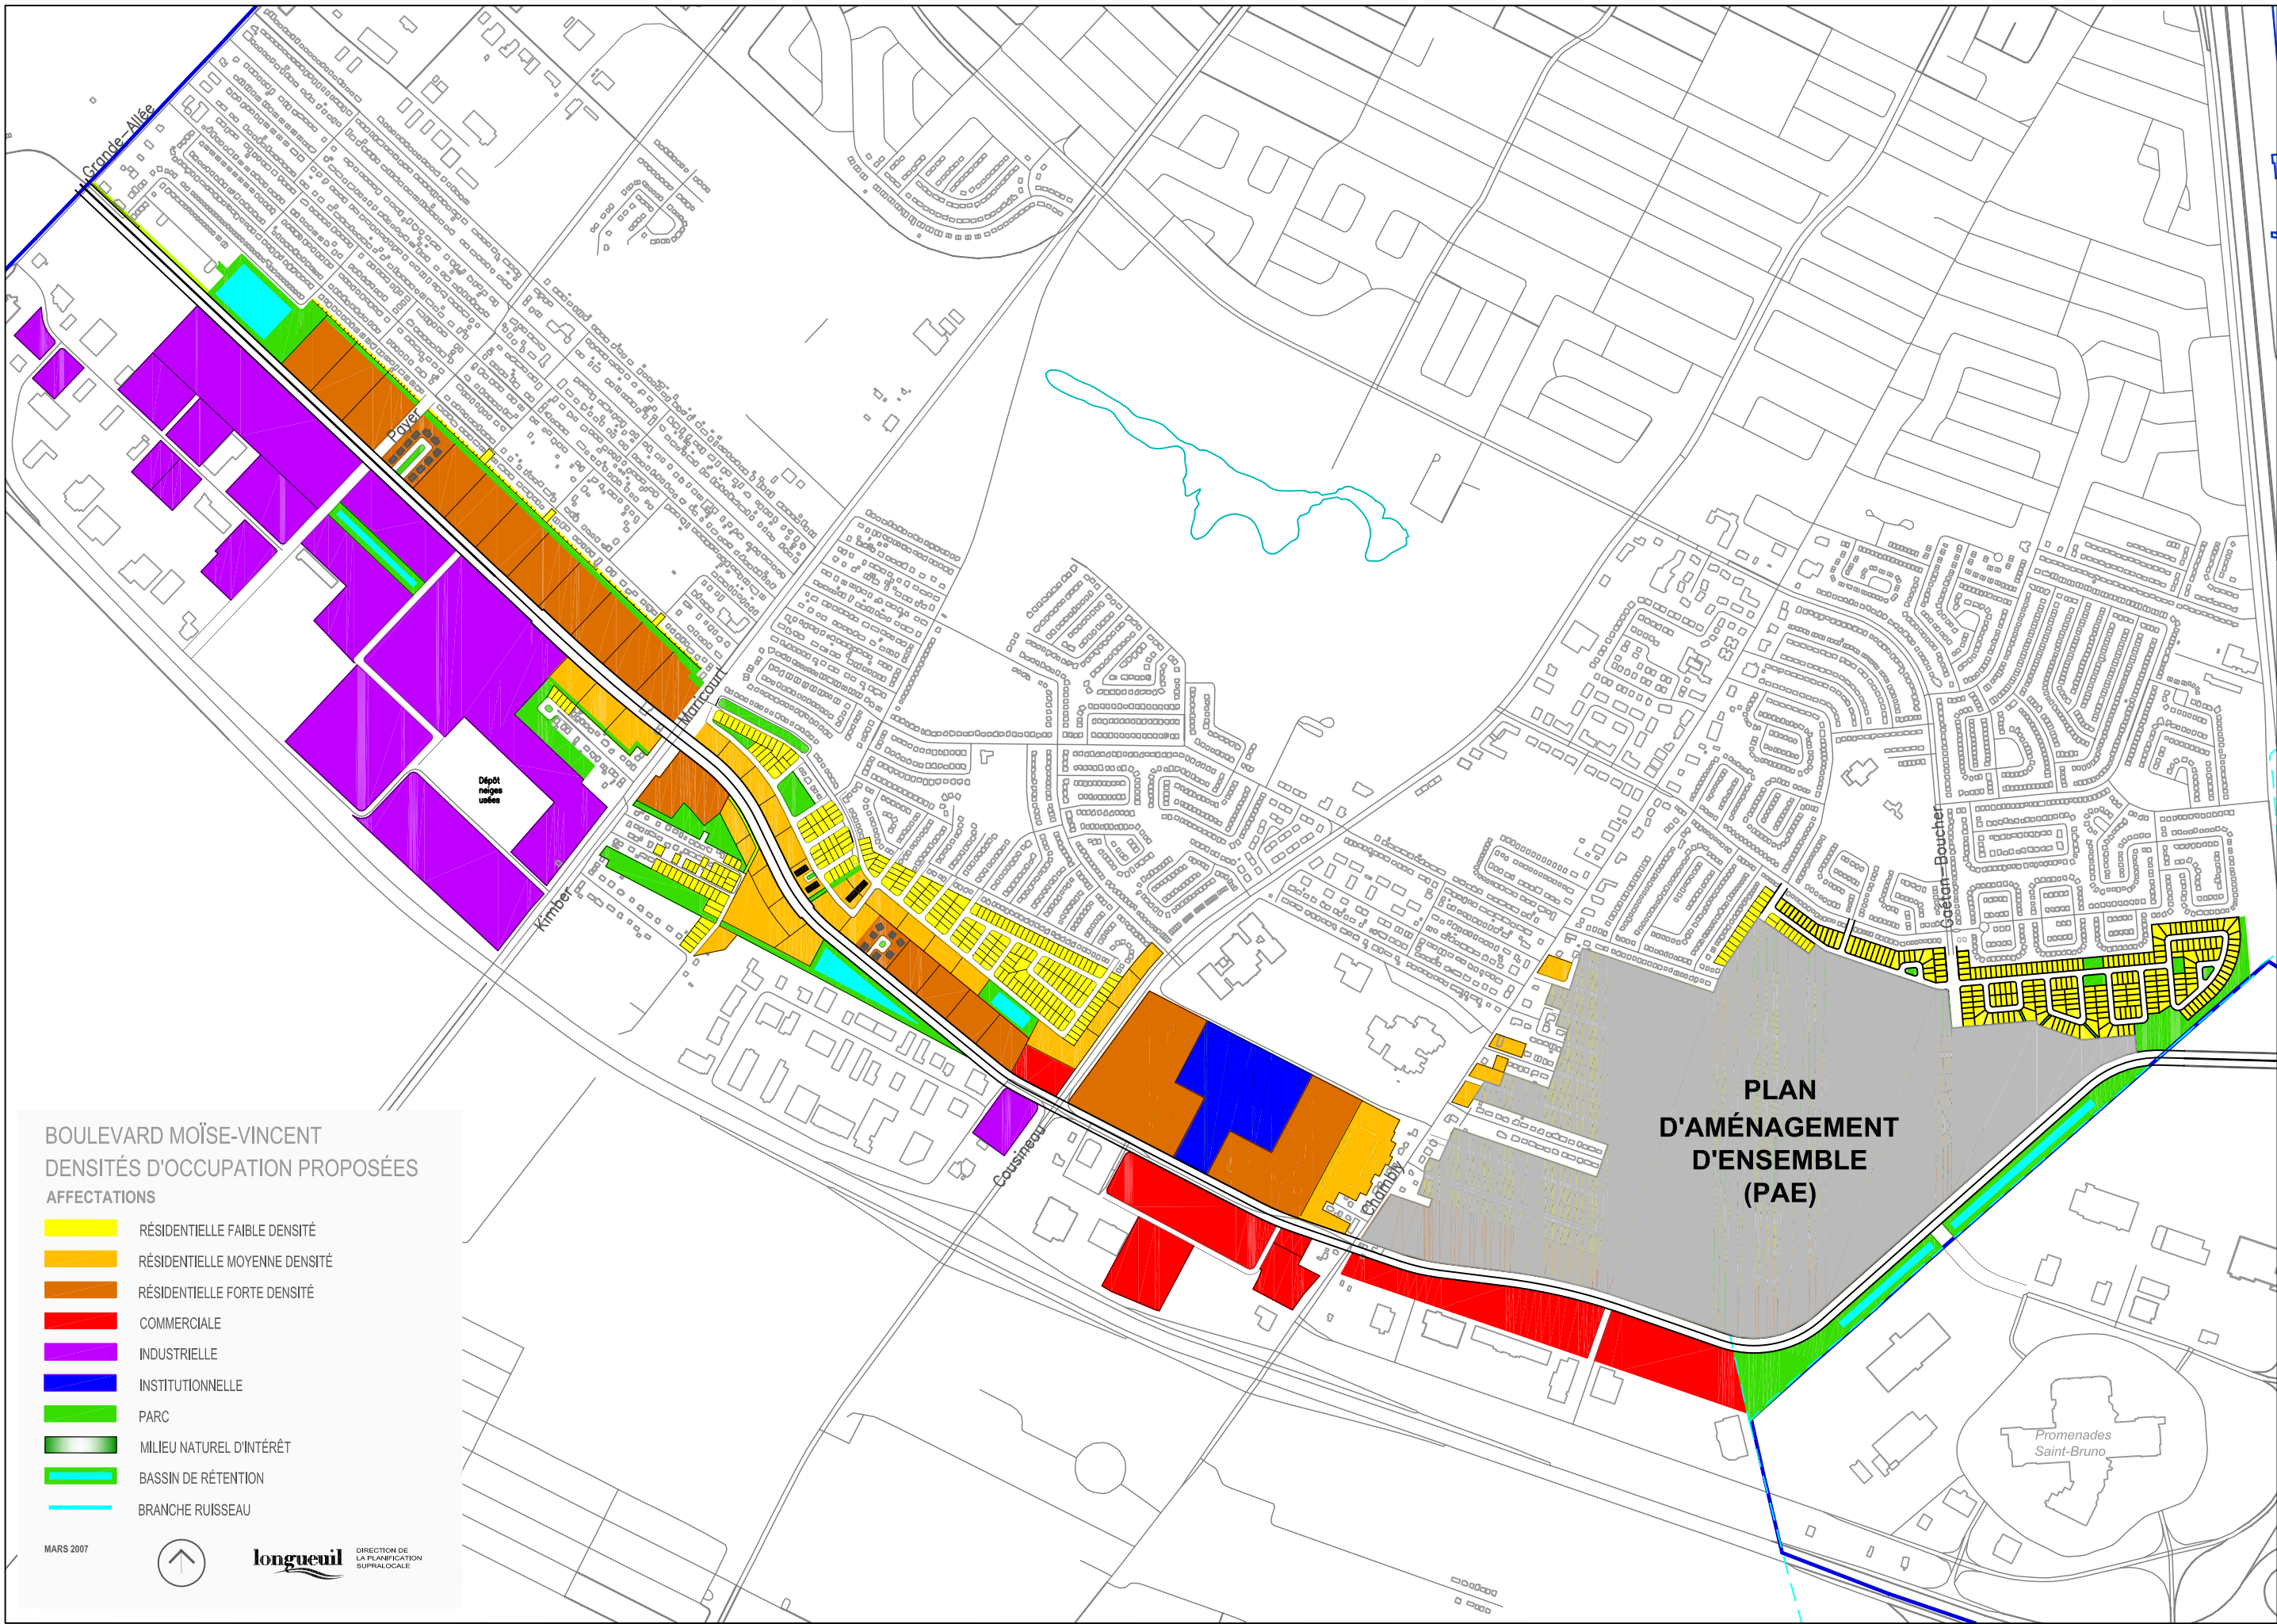 Grande-Allée
Payer
Maricourt
Dépôt
neiges
usées
Kimber
Gaétan-Boucher
Cousineau
Chambly
PLAN
D'AMÉNAGEMENT
D'ENSEMBLE
(PAE)
Promenades
Saint-Bruno
BOULEVARD MOÏSE-VINCENT
DENSITÉS D'OCCUPATION PROPOSÉES
AFFECTATIONS
RÉSIDENTIELLE FAIBLE DENSITÉ
RÉSIDENTIELLE MOYENNE DENSITÉ
RÉSIDENTIELLE FORTE DENSITÉ
COMMERCIALE
INDUSTRIELLE
INSTITUTIONNELLE
PARC
MILIEU NATUREL D'INTÉRÊT
BASSIN DE RÉTENTION
BRANCHE RUISSEAU
MARS 2007
longueuil
DIRECTION DE
LA PLANIFICATION
SUPRALOCALE